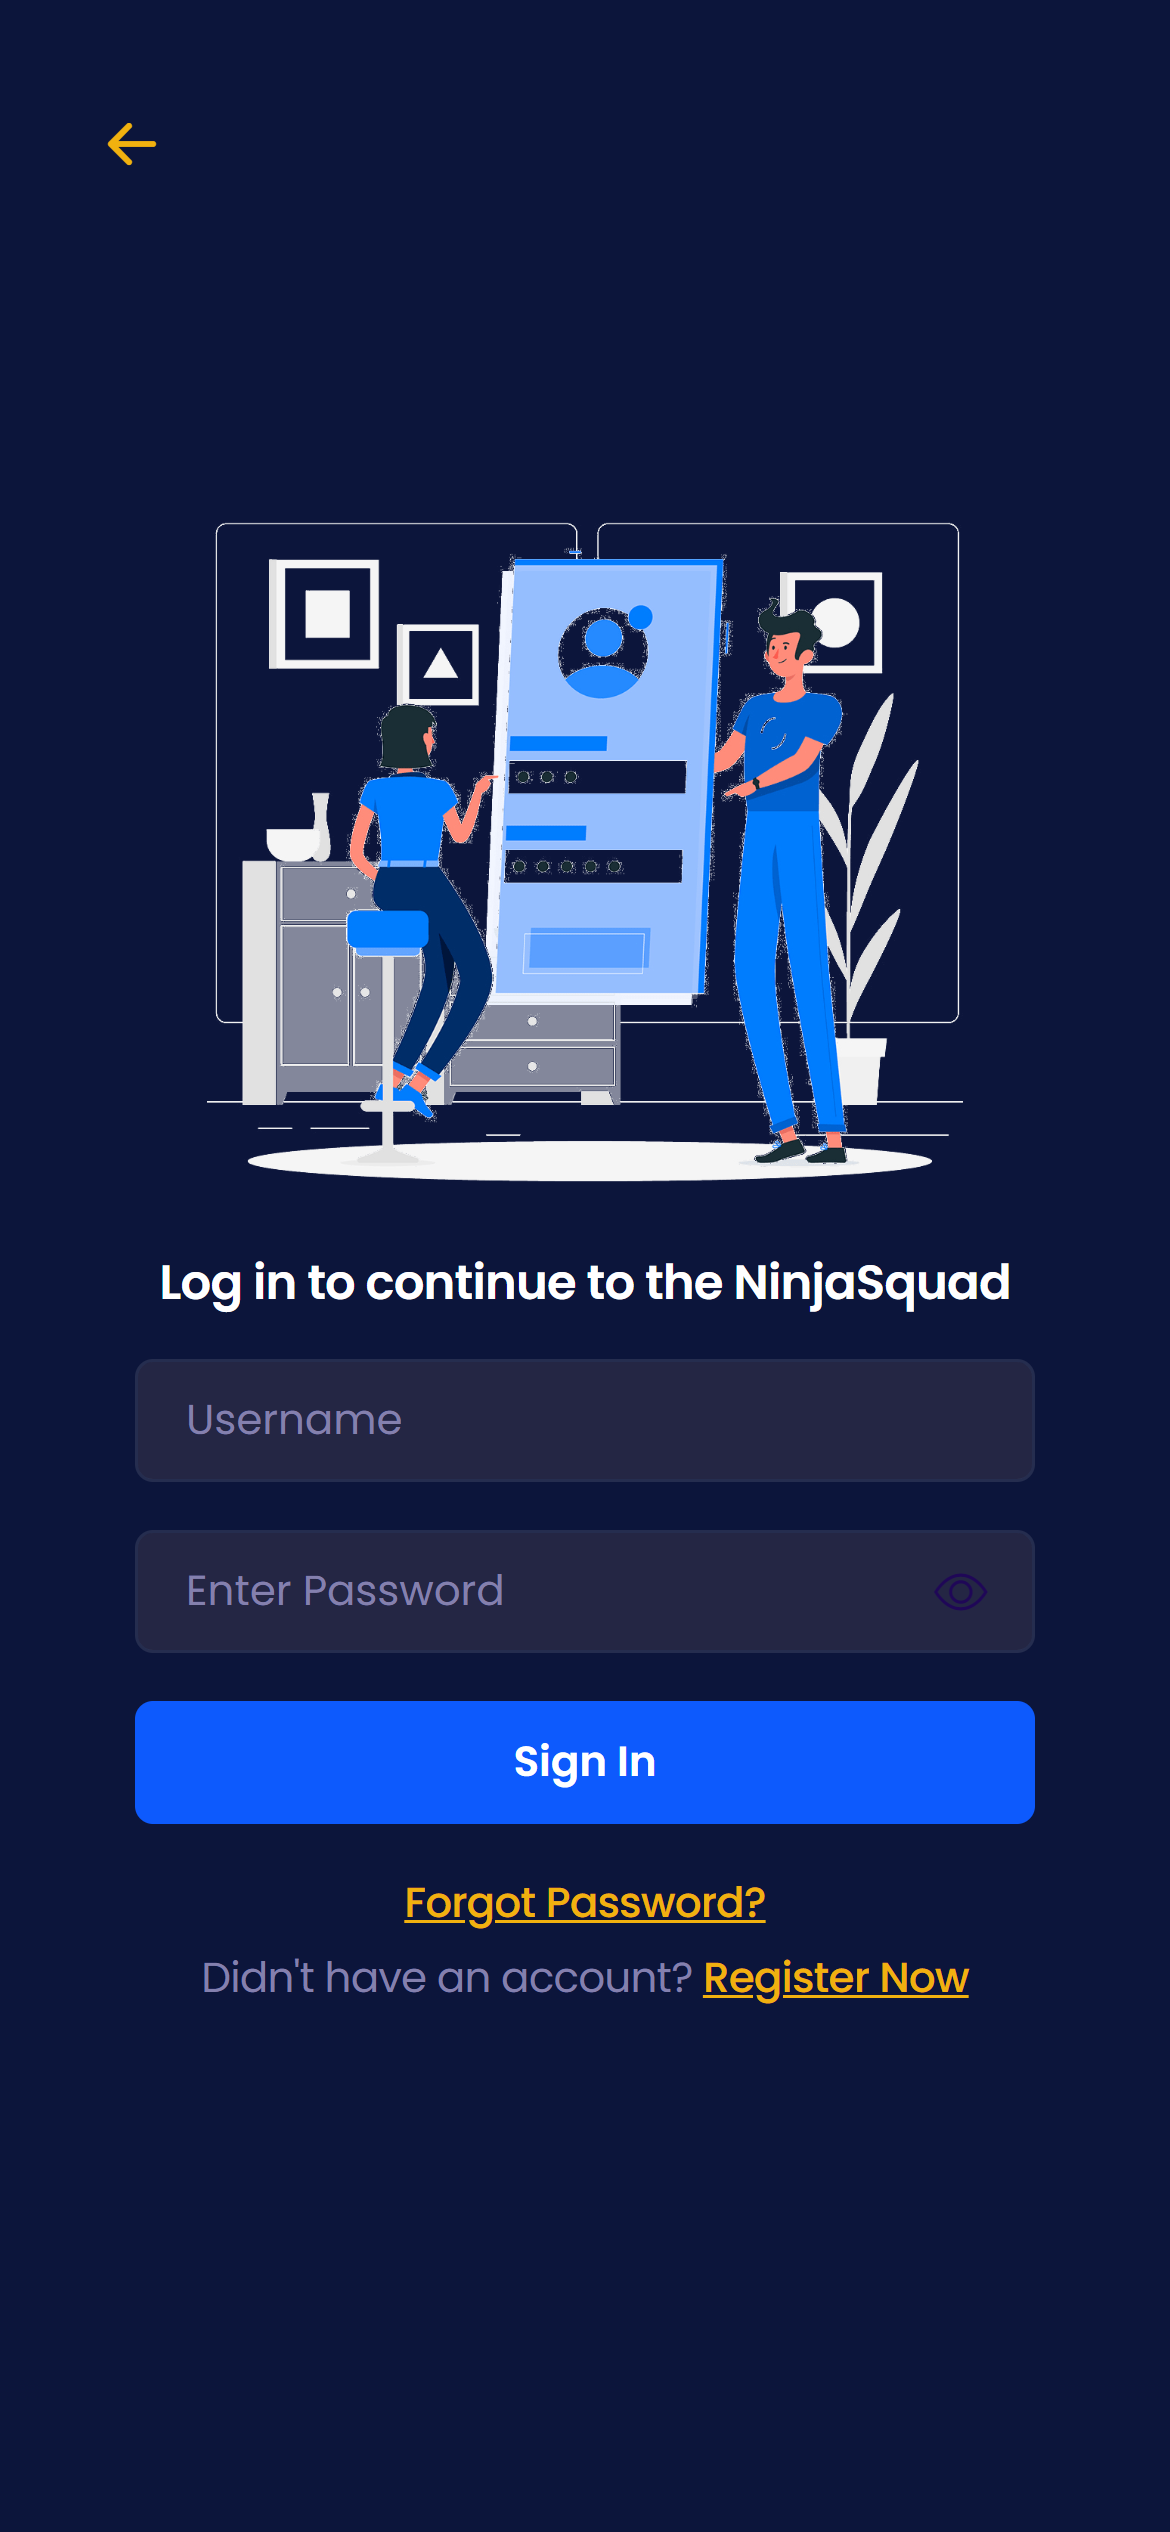 Log in to continue to the NinjaSquad
Username
Enter Password
Sign In
Forgot Password?
Didn't have an account? Register Now